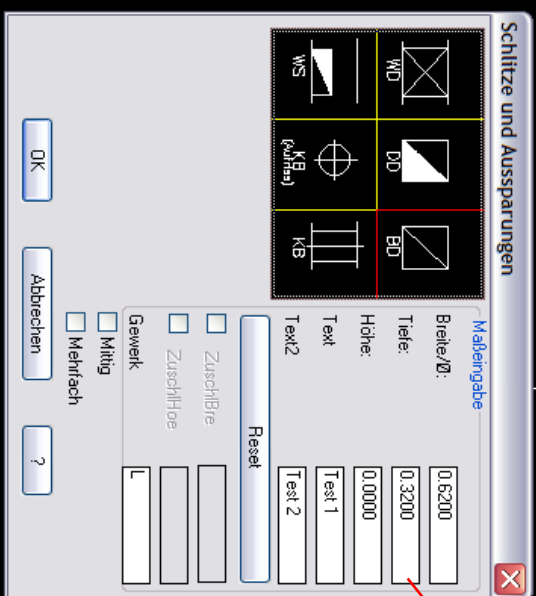 Schlitze und Aussparungen
WD
DD
BD
WS
KB
(Aufriss)
KB
Maßeingabe
Breite/Ø: 0.6200
Tiefe: 0.3200
Höhe: 0.0000
Text Test 1
Text2 Test 2
Reset
ZuschlBre
ZuschlHoe
Gewerk L
Mittig
Mehrfach
OK
Abbrechen
?